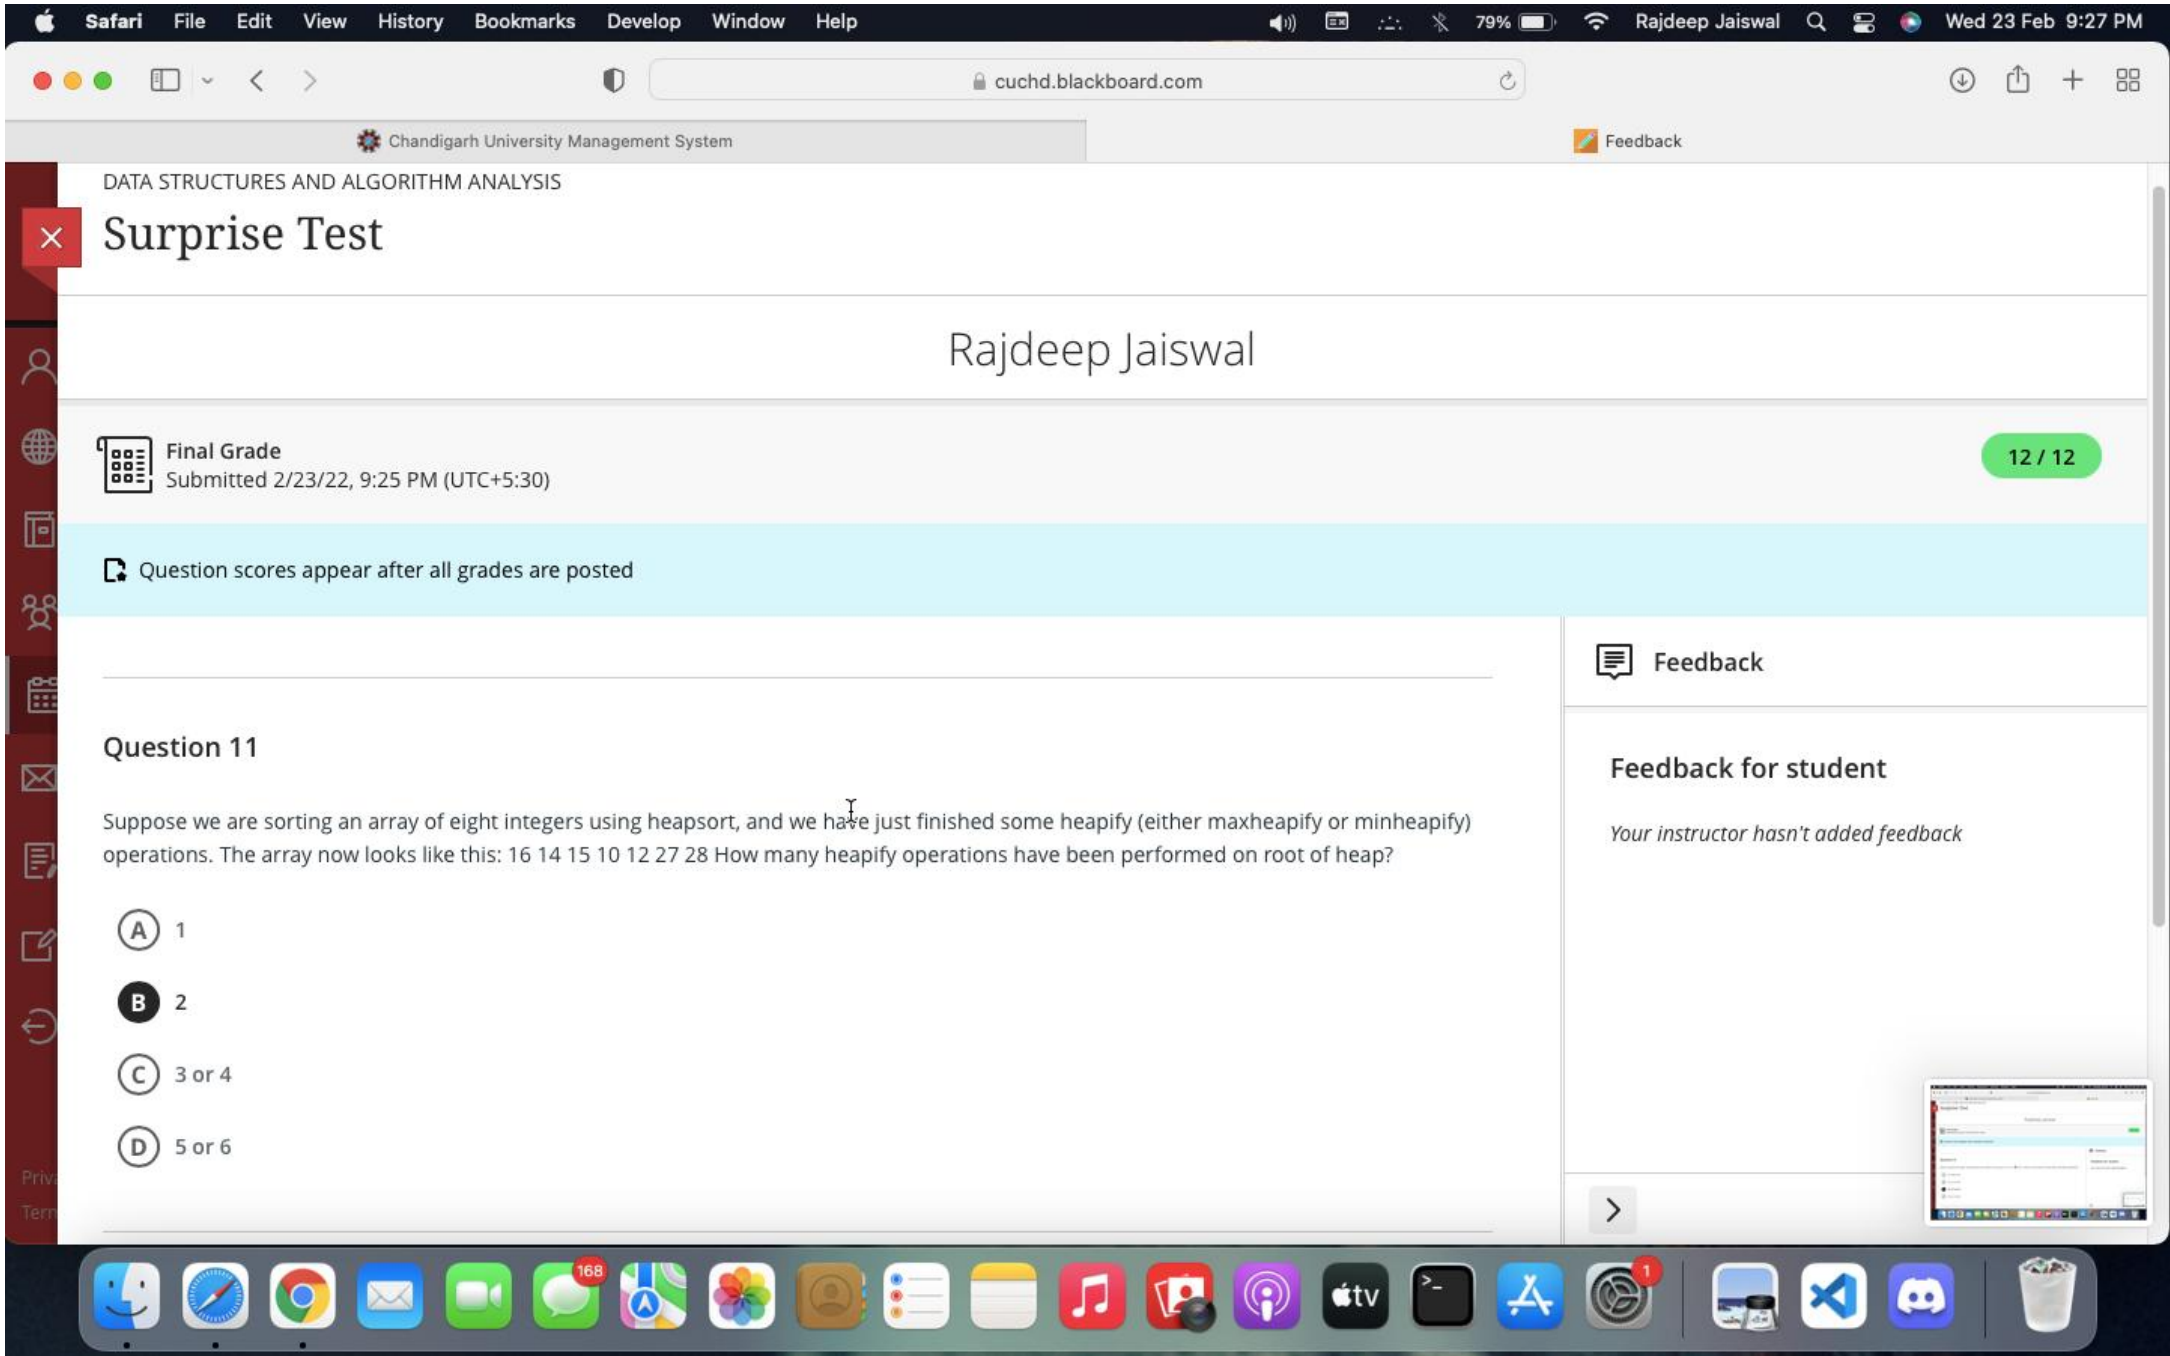 Safari File Edit View History Bookmarks Develop Window Help 79% Rajdeep Jaiswal Wed 23 Feb 9:27 PM
cuchd.blackboard.com
Chandigarh University Management System Feedback
DATA STRUCTURES AND ALGORITHM ANALYSIS
Surprise Test
Rajdeep Jaiswal
Final Grade
Submitted 2/23/22, 9:25 PM (UTC+5:30)
12 / 12
Question scores appear after all grades are posted
Question 11
Suppose we are sorting an array of eight integers using heapsort, and we have just finished some heapify (either maxheapify or minheapify)
operations. The array now looks like this: 16 14 15 10 12 27 28 How many heapify operations have been performed on root of heap?
A 1
B 2
C 3 or 4
D 5 or 6
Feedback
Feedback for student
Your instructor hasn't added feedback
Priva
Term
168
tv
1